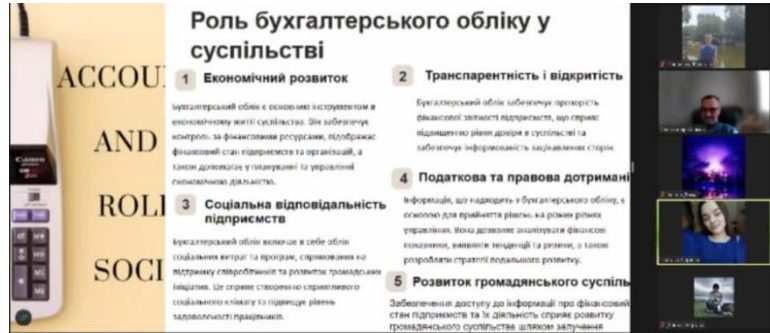 Роль бухгалтерського обліку у
суспільстві
ACCOU
AND
ROLI
SOCI
Canon
1 Економічний розвиток
Бухгалтерський облік є основним інструментом в
економічному житті суспільства. Він забезпечує
контроль за фінансовими ресурсами, відображає
фінансовий стан підприємств та організацій, а
також допомагає у плануванні та управлінні
економічною діяльністю.
2 Транспарентність і відкритість
Бухгалтерський облік забезпечує прозорість
фінансової звітності підприємств, що сприяє
підвищенню рівня довіри в суспільстві та
забезпечує інформованість зацікавлених сторін.
3 Соціальна відповідальність
підприємств
Бухгалтерський облік включає в себе облік
соціальних витрат та програм, спрямованих на
підтримку співробітників та розвиток громадських
ініціатив. Це сприяє створенню сприятливого
соціального клімату та підвищує рівень
задоволеності працівників.
4 Податкова та правова дотримані
Інформація, що надходить з бухгалтерського обліку, є
основою для прийняття рішень на різних рівнях
управління. Вона дозволяє аналізувати фінансові
показники, виявляти тенденції та ризики, а також
розробляти стратегії подальшого розвитку.
5 Розвиток громадянського суспіль
Забезпечення доступу до інформації про фінансовий
стан підприємств та їх діяльність сприяє розвитку
громадянського суспільства шляхом залучення